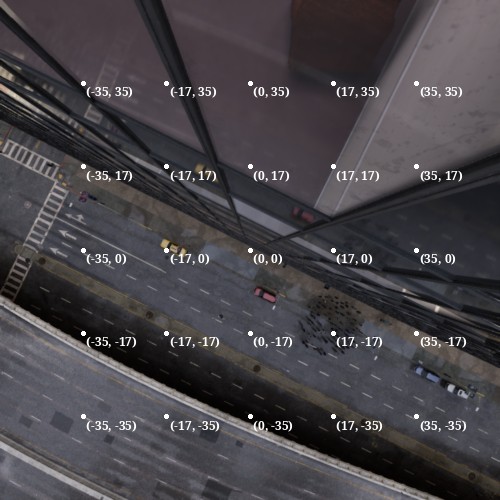 (-35, 35) (-17, 35) (0, 35) (17, 35) (35, 35)
(-35, 17) (-17, 17) (0, 17) (17, 17) (35, 17)
(-35, 0) (-17, 0) (0, 0) (17, 0) (35, 0)
(-35, -17) (-17, -17) (0, -17) (17, -17) (35, -17)
(-35, -35) (-17, -35) (0, -35) (17, -35) (35, -35)